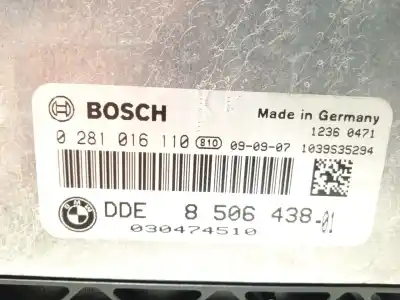 BOSCH
Made in Germany
1236 0471
0 281 016 110 810 09-09-07 1039S35294
BMW
DDE 8 506 438-01
030474510